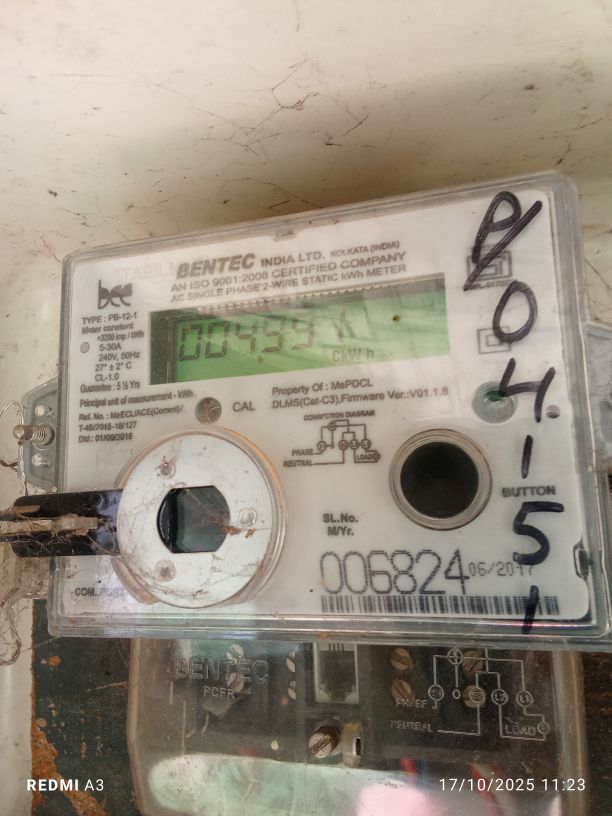 BENTEC INDIA LTD. KOLKATA (INDIA)
AN ISO 9001:2008 CERTIFIED COMPANY
AC SINGLE PHASE 2-WIRE STATIC kWh METER
bee
TYPE : PB-12-1
Meter constant
=3200 imp / kWh
5-30A
240V, 50Hz
27° ± 2° C
CL-1.0
Guarantee : 5 ½ Yrs
CkWh
Principal unit of measurement - kWh
Ref. No. : MeECL/ACE(Comml)/
T-45/2015-16/127
Dtd.: 01/09/2016
CAL
Property Of : MePDCL
DLMS(Cat-C3),Firmware Ver.:V01.1.8
CONNECTION DIAGRAM
PHASE
NEUTRAL
LOAD
BUTTON
SL.No.
M/Yr.
006824 06/2017
P/04151
BENTEC
PCFR
PHASE
NEUTRAL
LOAD
REDMI A3
17/10/2025 11:23